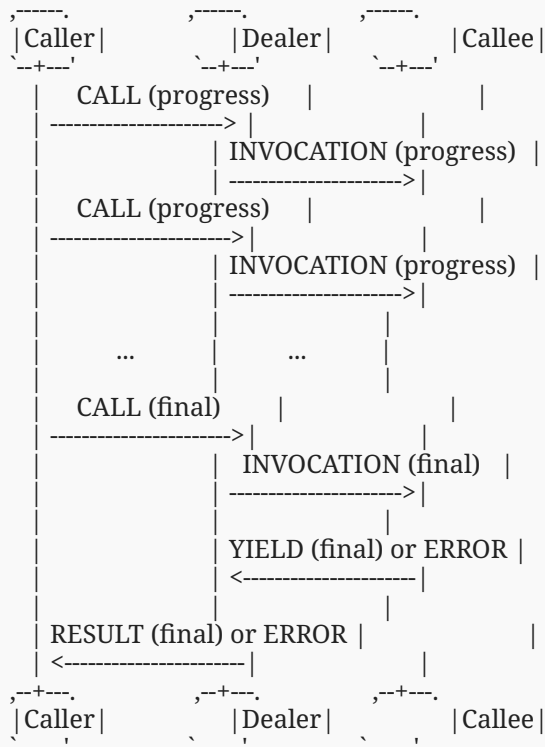 ,------. ,------. ,------.
|Caller| |Dealer| |Callee|
`--+---' `--+---' `--+---'
| CALL (progress) | |
| ----------------------> | |
| | INVOCATION (progress) |
| | ---------------------->|
| CALL (progress) | |
| ----------------------->| |
| | INVOCATION (progress) |
| | ---------------------->|
| | |
| ... | ... |
| | |
| CALL (final) | |
| ----------------------->| |
| | INVOCATION (final) |
| | ---------------------->|
| | |
| | YIELD (final) or ERROR |
| | <----------------------|
| | |
| RESULT (final) or ERROR | |
| <-----------------------| |
,--+---. ,--+---. ,--+---.
|Caller| |Dealer| |Callee|